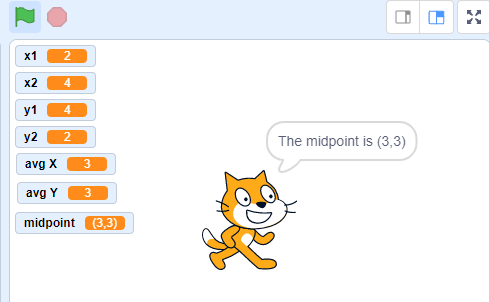 x1 2
x2 4
y1 4
y2 2
avg X 3
avg Y 3
midpoint (3,3)
The midpoint is (3,3)